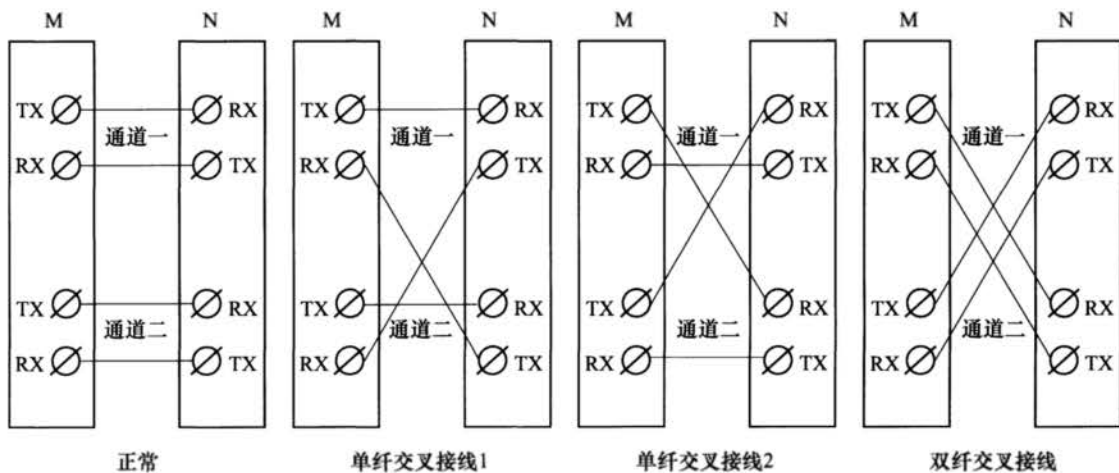 M N M N M N M N
TX RX TX RX TX RX TX RX
通道一 通道一 通道一 通道一
RX TX RX TX RX TX RX TX
TX RX TX RX TX RX TX RX
通道二 通道二 通道二 通道二
RX TX RX TX RX TX RX TX
正常 单纤交叉接线1 单纤交叉接线2 双纤交叉接线